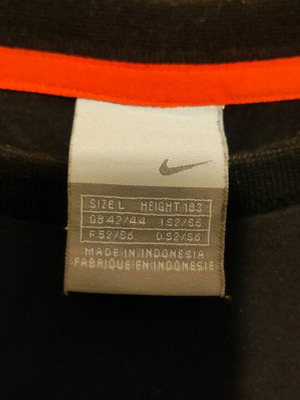 SIZE L HEIGHT 183
GB 42/44 I 52/56
F. 52/56 D. 52/56
MADE IN INDONESIA
FABRIQUE EN INDONESIE